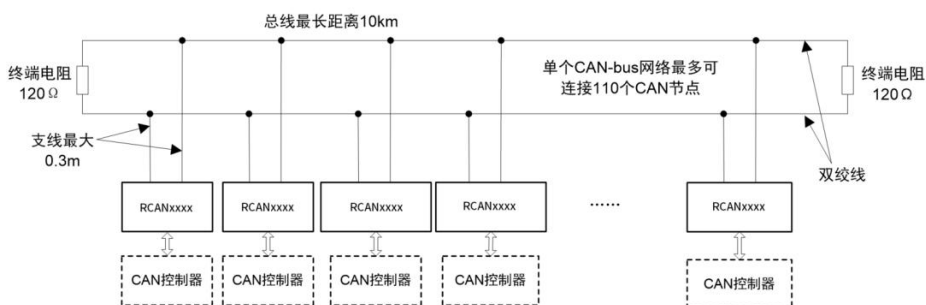 总线最长距离10km
终端电阻
120Ω
单个CAN-bus网络最多可
连接110个CAN节点
终端电阻
120Ω
支线最大
0.3m
双绞线
RCANxxxx
RCANxxxx
RCANxxxx
RCANxxxx
……
RCANxxxx
CAN控制器
CAN控制器
CAN控制器
CAN控制器
CAN控制器